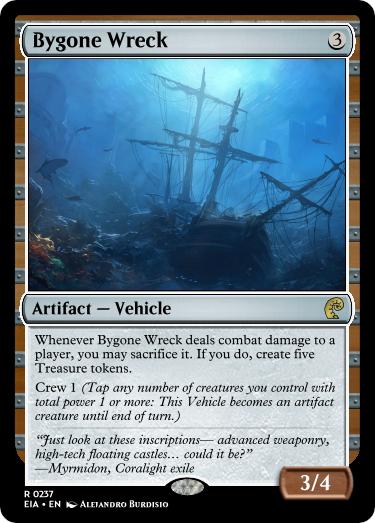 Bygone Wreck 3
Artifact — Vehicle
Whenever Bygone Wreck deals combat damage to a
player, you may sacrifice it. If you do, create five
Treasure tokens.
Crew 1 (Tap any number of creatures you control with
total power 1 or more: This Vehicle becomes an artifact
creature until end of turn.)
“Just look at these inscriptions— advanced weaponry,
high-tech floating castles… could it be?”
—Myrmidon, Coralight exile
3/4
R 0237
EIA • EN Alejandro Burdisio